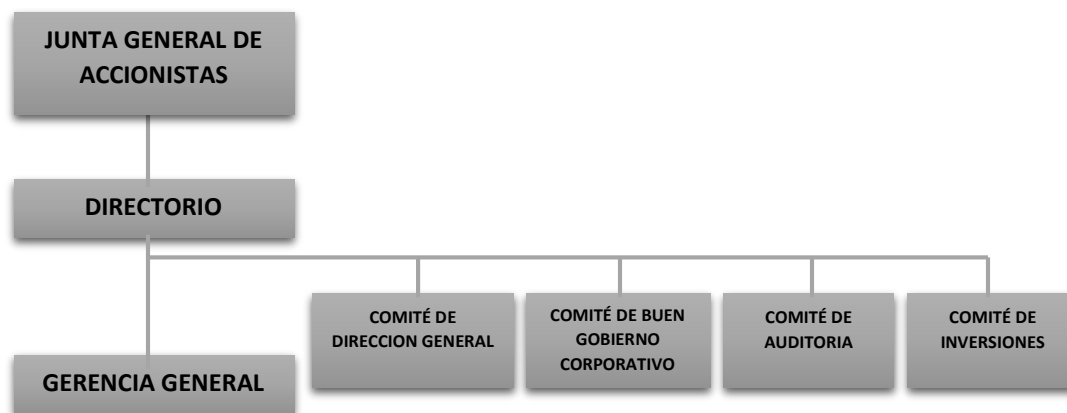 JUNTA GENERAL DE
ACCIONISTAS
DIRECTORIO
COMITÉ DE
DIRECCION GENERAL
COMITÉ DE BUEN
GOBIERNO
CORPORATIVO
COMITÉ DE
AUDITORIA
COMITÉ DE
INVERSIONES
GERENCIA GENERAL